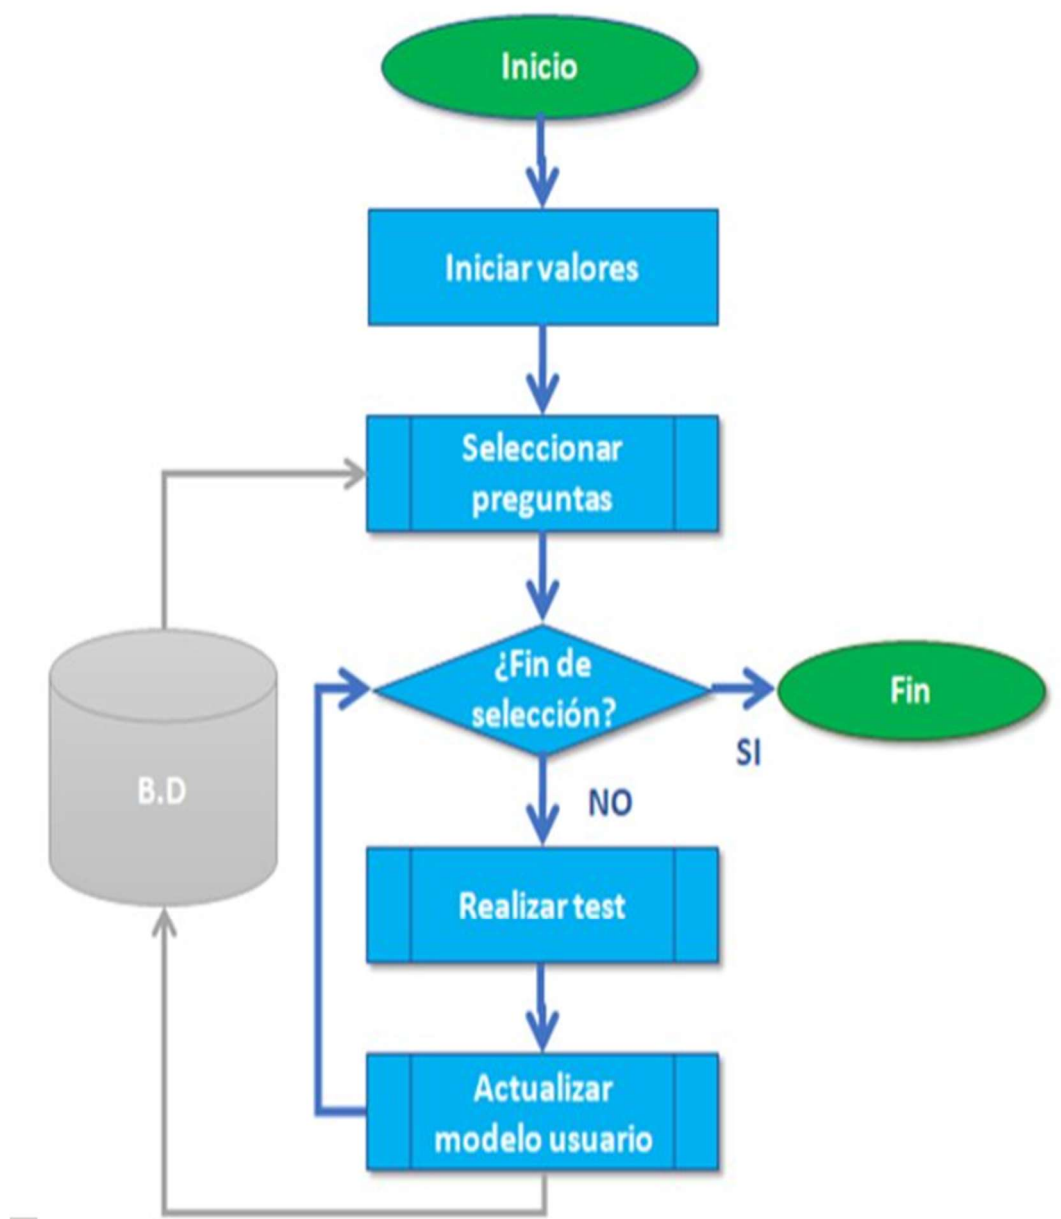 Inicio
Iniciar valores
Seleccionar
preguntas
¿Fin de
selección?
Fin
SI
B.D
NO
Realizar test
Actualizar
modelo usuario